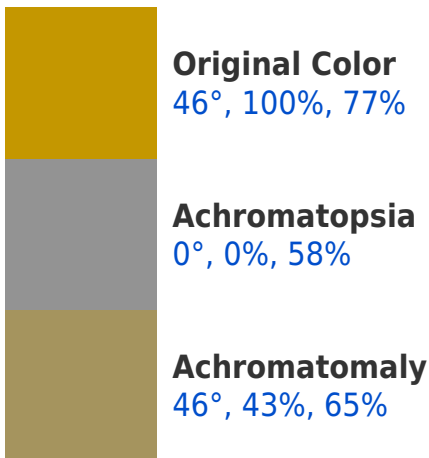 Original Color
46°, 100%, 77%
Achromatopsia
0°, 0%, 58%
Achromatomaly
46°, 43%, 65%